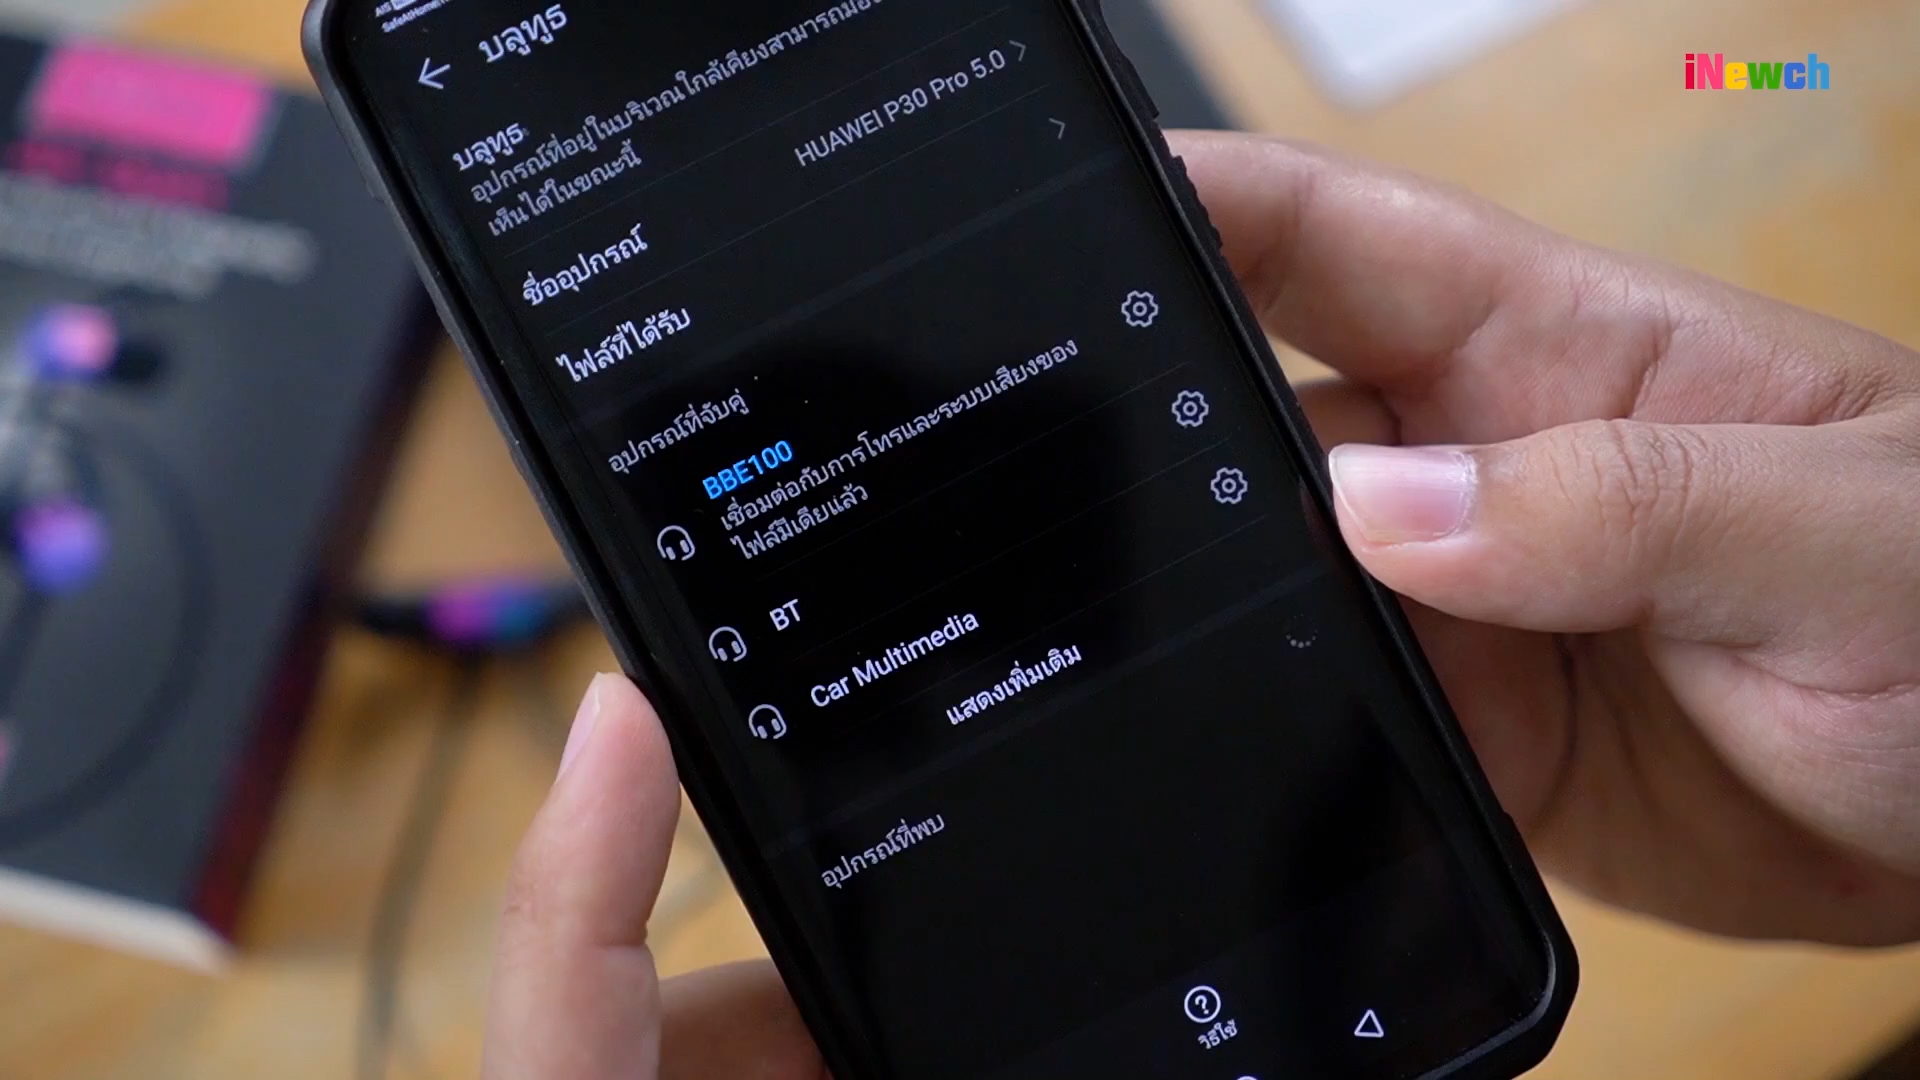 iNewch
AIS
บลูทูธ
บลูทูธ
อุปกรณ์ที่อยู่ในบริเวณใกล้เคียงสามารถมอง
เห็นได้ในขณะนี้
ชื่ออุปกรณ์
HUAWEI P30 Pro 5.0
ไฟล์ที่ได้รับ
อุปกรณ์ที่จับคู่
BBE100
เชื่อมต่อกับการโทรและระบบเสียงของ
ไฟล์มีเดียแล้ว
BT
Car Multimedia
แสดงเพิ่มเติม
อุปกรณ์ที่พบ
วิธีใช้